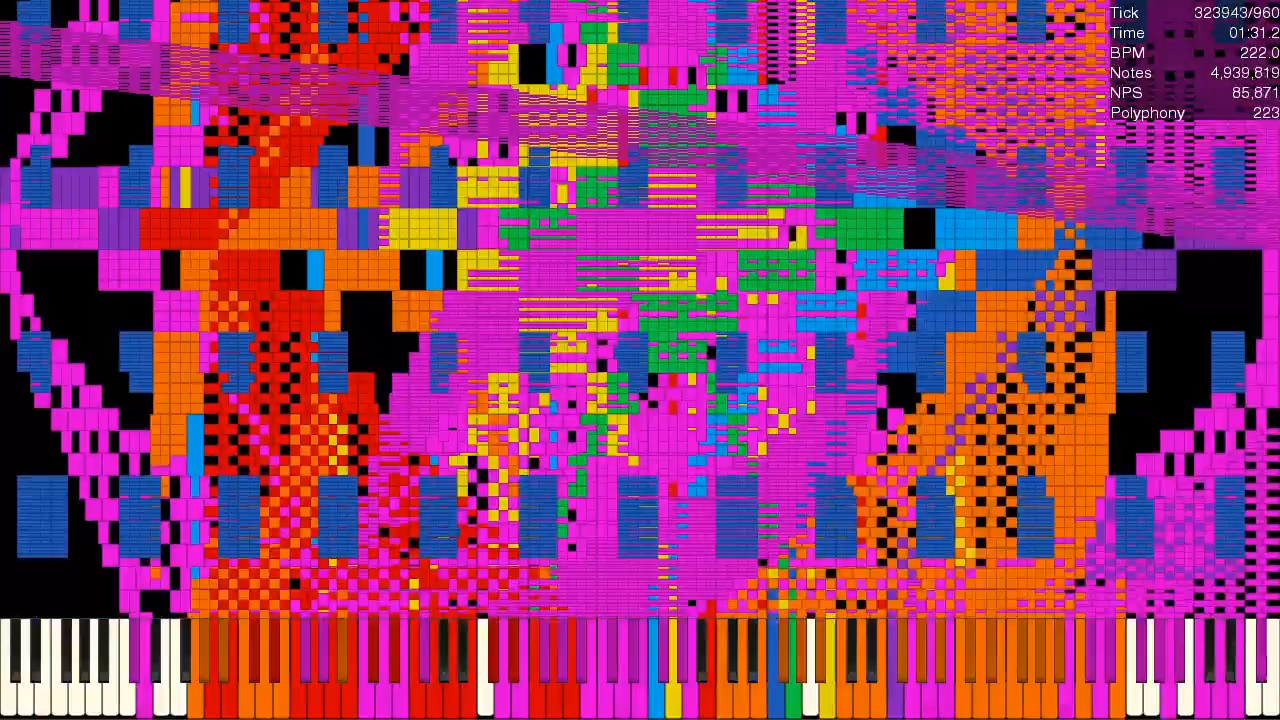 Tick 323943/960
Time 01:31.2
BPM 222.0
Notes 4,939,819
NPS 85,871
Polyphony 223